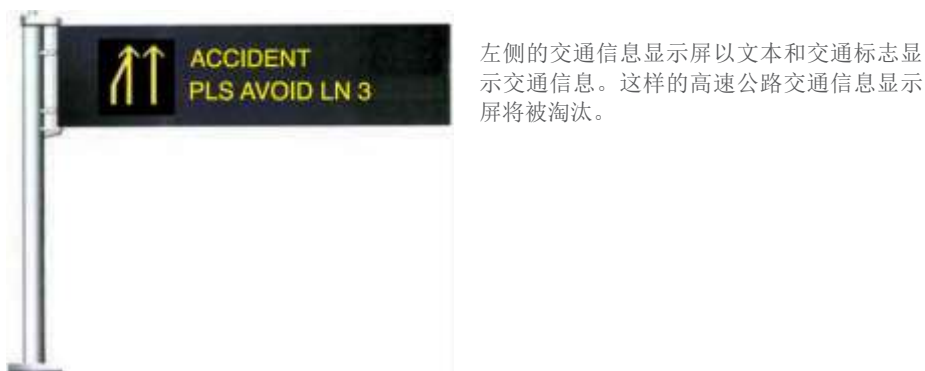 ACCIDENT
PLS AVOID LN 3
左侧的交通信息显示屏以文本和交通标志显
示交通信息。这样的高速公路交通信息显示
屏将被淘汰。